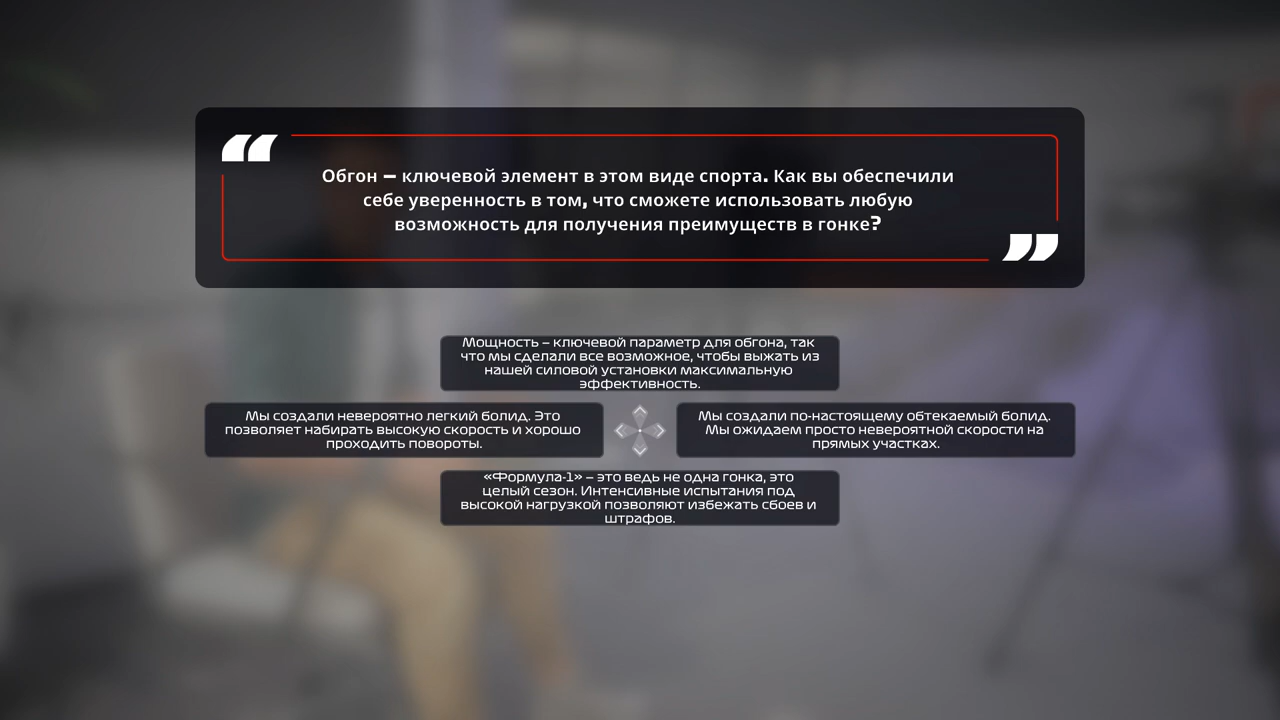 Обгон – ключевой элемент в этом виде спорта. Как вы обеспечили
себе уверенность в том, что сможете использовать любую
возможность для получения преимуществ в гонке?
Мощность – ключевой параметр для обгона, так
что мы сделали все возможное, чтобы выжать из
нашей силовой установки максимальную
эффективность.
Мы создали невероятно легкий болид. Это
позволяет набирать высокую скорость и хорошо
проходить повороты.
Мы создали по-настоящему обтекаемый болид.
Мы ожидаем просто невероятной скорости на
прямых участках.
«Формула-1» – это ведь не одна гонка, это
целый сезон. Интенсивные испытания под
высокой нагрузкой позволяют избежать сбоев и
штрафов.